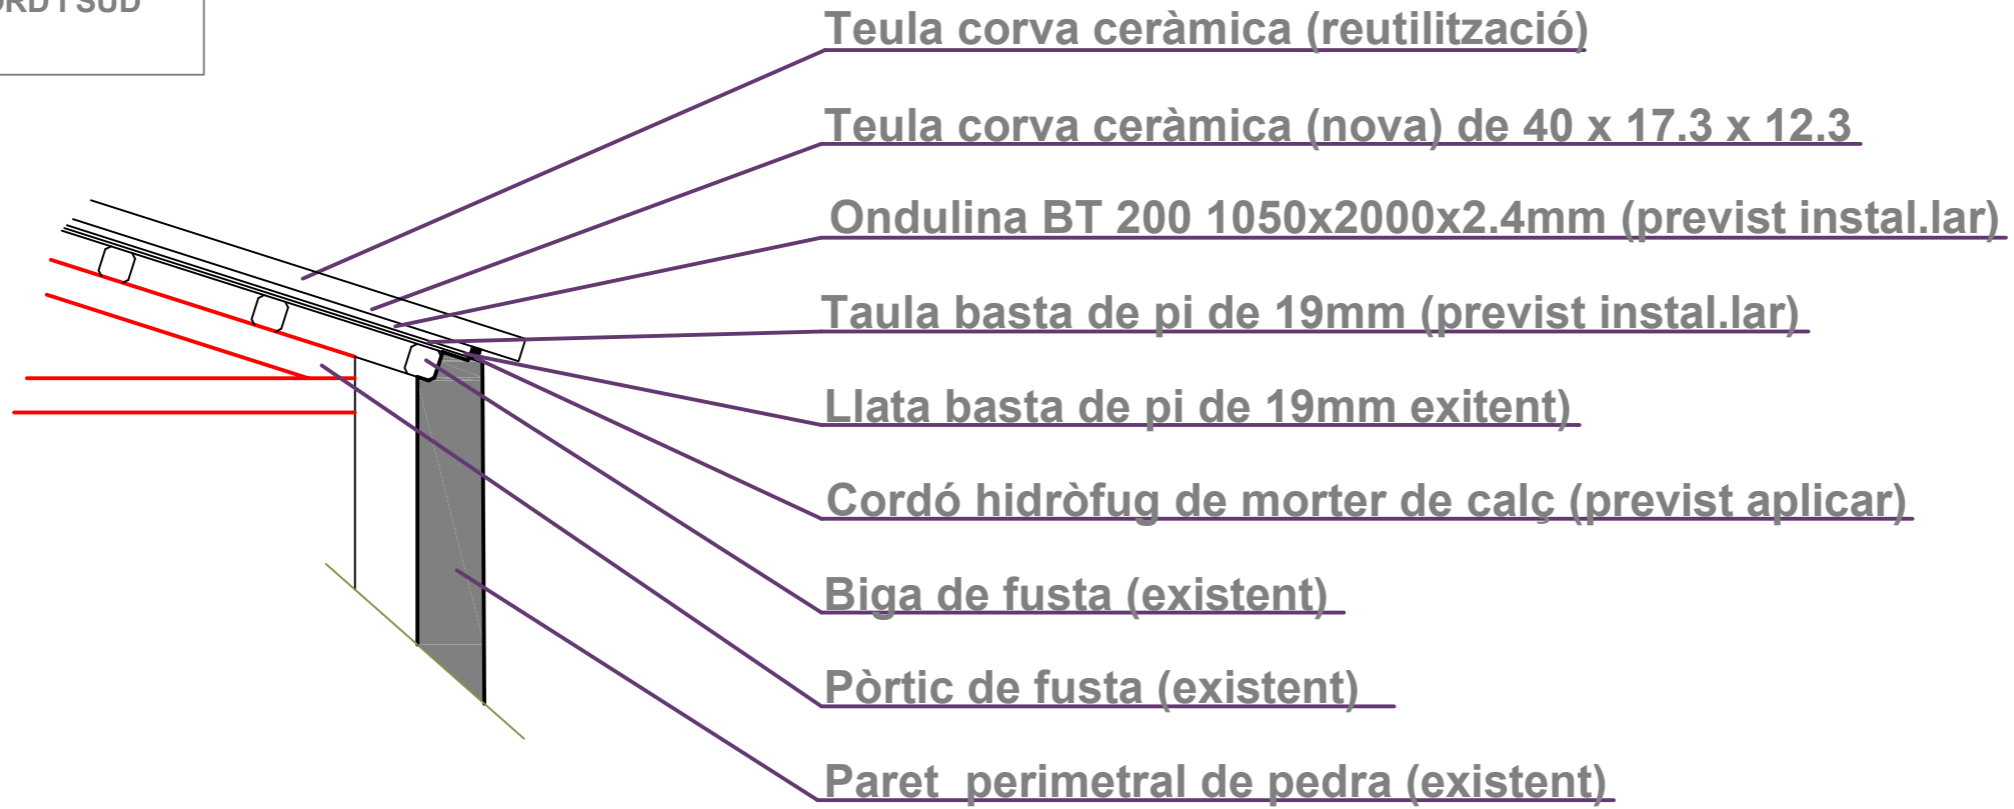 I SUD
Teula corva ceràmica (reutilització)
Teula corva ceràmica (nova) de 40 x 17.3 x 12.3
Ondulina BT 200 1050x2000x2.4mm (previst instal.lar)
Taula basta de pi de 19mm (previst instal.lar)
Llata basta de pi de 19mm exitent)
Cordó hidròfug de morter de calç (previst aplicar)
Biga de fusta (existent)
Pòrtic de fusta (existent)
Paret perimetral de pedra (existent)